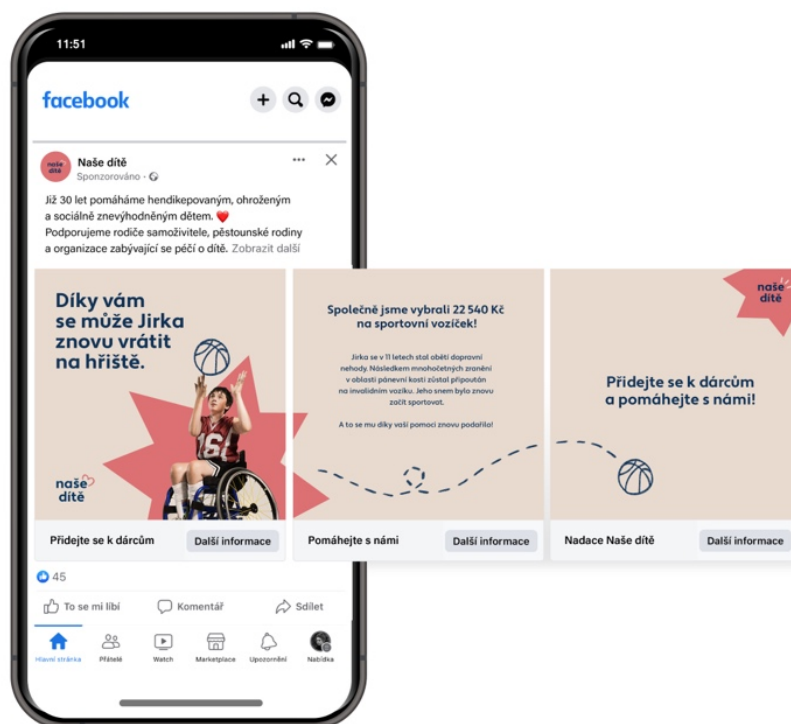 11:51
facebook
naše
dítě
Naše dítě
Sponzorováno ·
Již 30 let pomáháme hendikepovaným, ohroženým
a sociálně znevýhodněným dětem. ❤️
Podporujeme rodiče samoživitele, pěstounské rodiny
a organizace zabývající se péčí o dítě. Zobrazit další
Díky vám
se může Jirka
znovu vrátit
na hřiště.
16
naše
dítě
Přidejte se k dárcům
Další informace
Společně jsme vybrali 22 540 Kč
na sportovní vozíček!
Jirka se v 11 letech stal obětí dopravní
nehody. Následkem mnohočetných zranění
v oblasti pánevní kosti zůstal připoután
na invalidním vozíku. Jeho snem bylo znovu
začít sportovat.
A to se mu díky vaší pomoci znovu podařilo!
Pomáhejte s námi
Další informace
naše
dítě
Přidejte se k dárcům
a pomáhejte s námi!
Nadace Naše dítě
Další informace
45
To se mi líbí
Komentář
Sdílet
Hlavní stránka
Přátelé
Watch
Marketplace
Upozornění
Nabídka